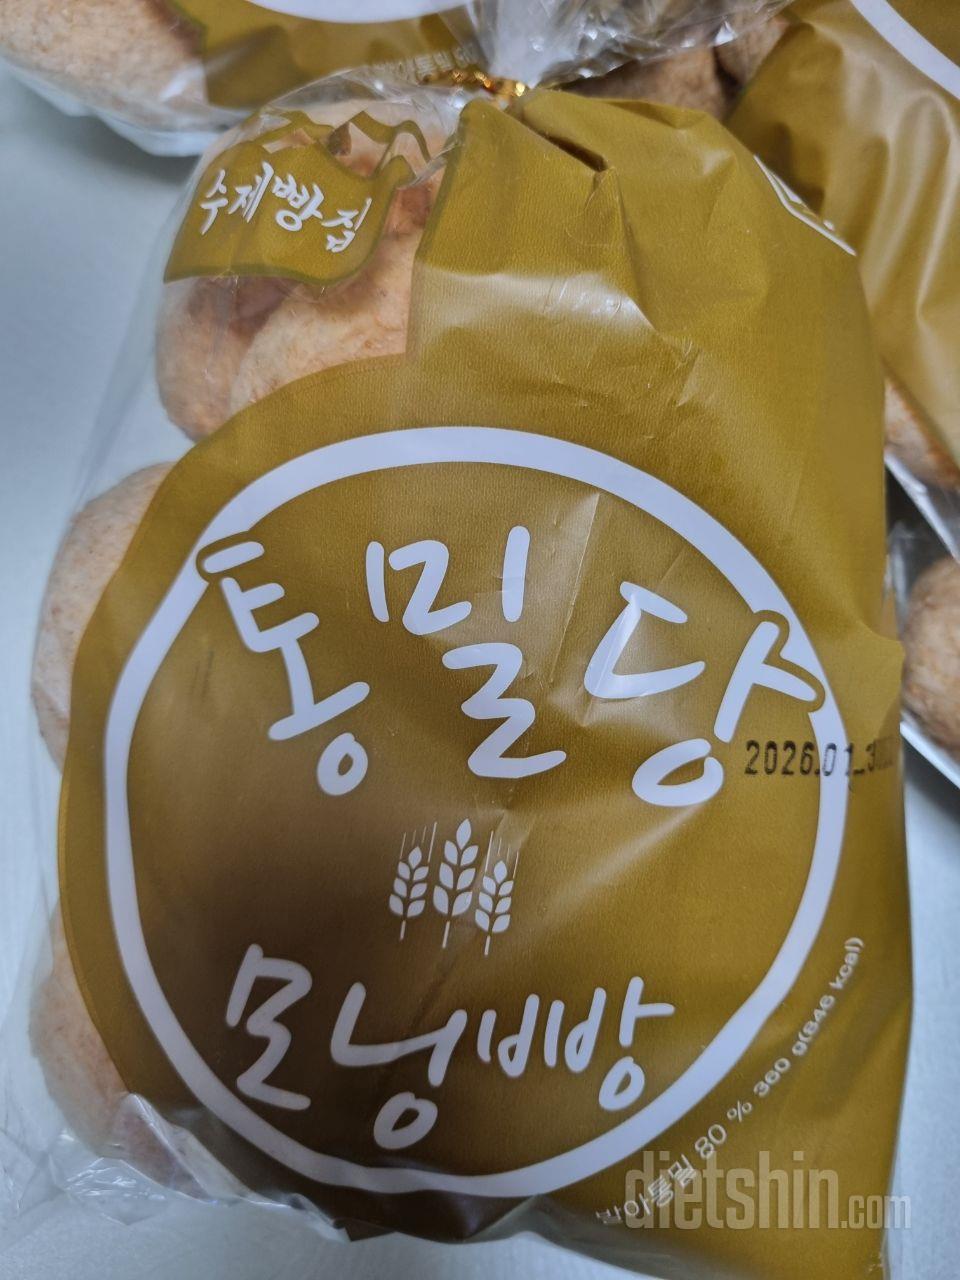 수제빵집
통밀당
2026.01.3
모닝빵
발아통밀 80 % 360 g(846 kcal)
dietshin.com